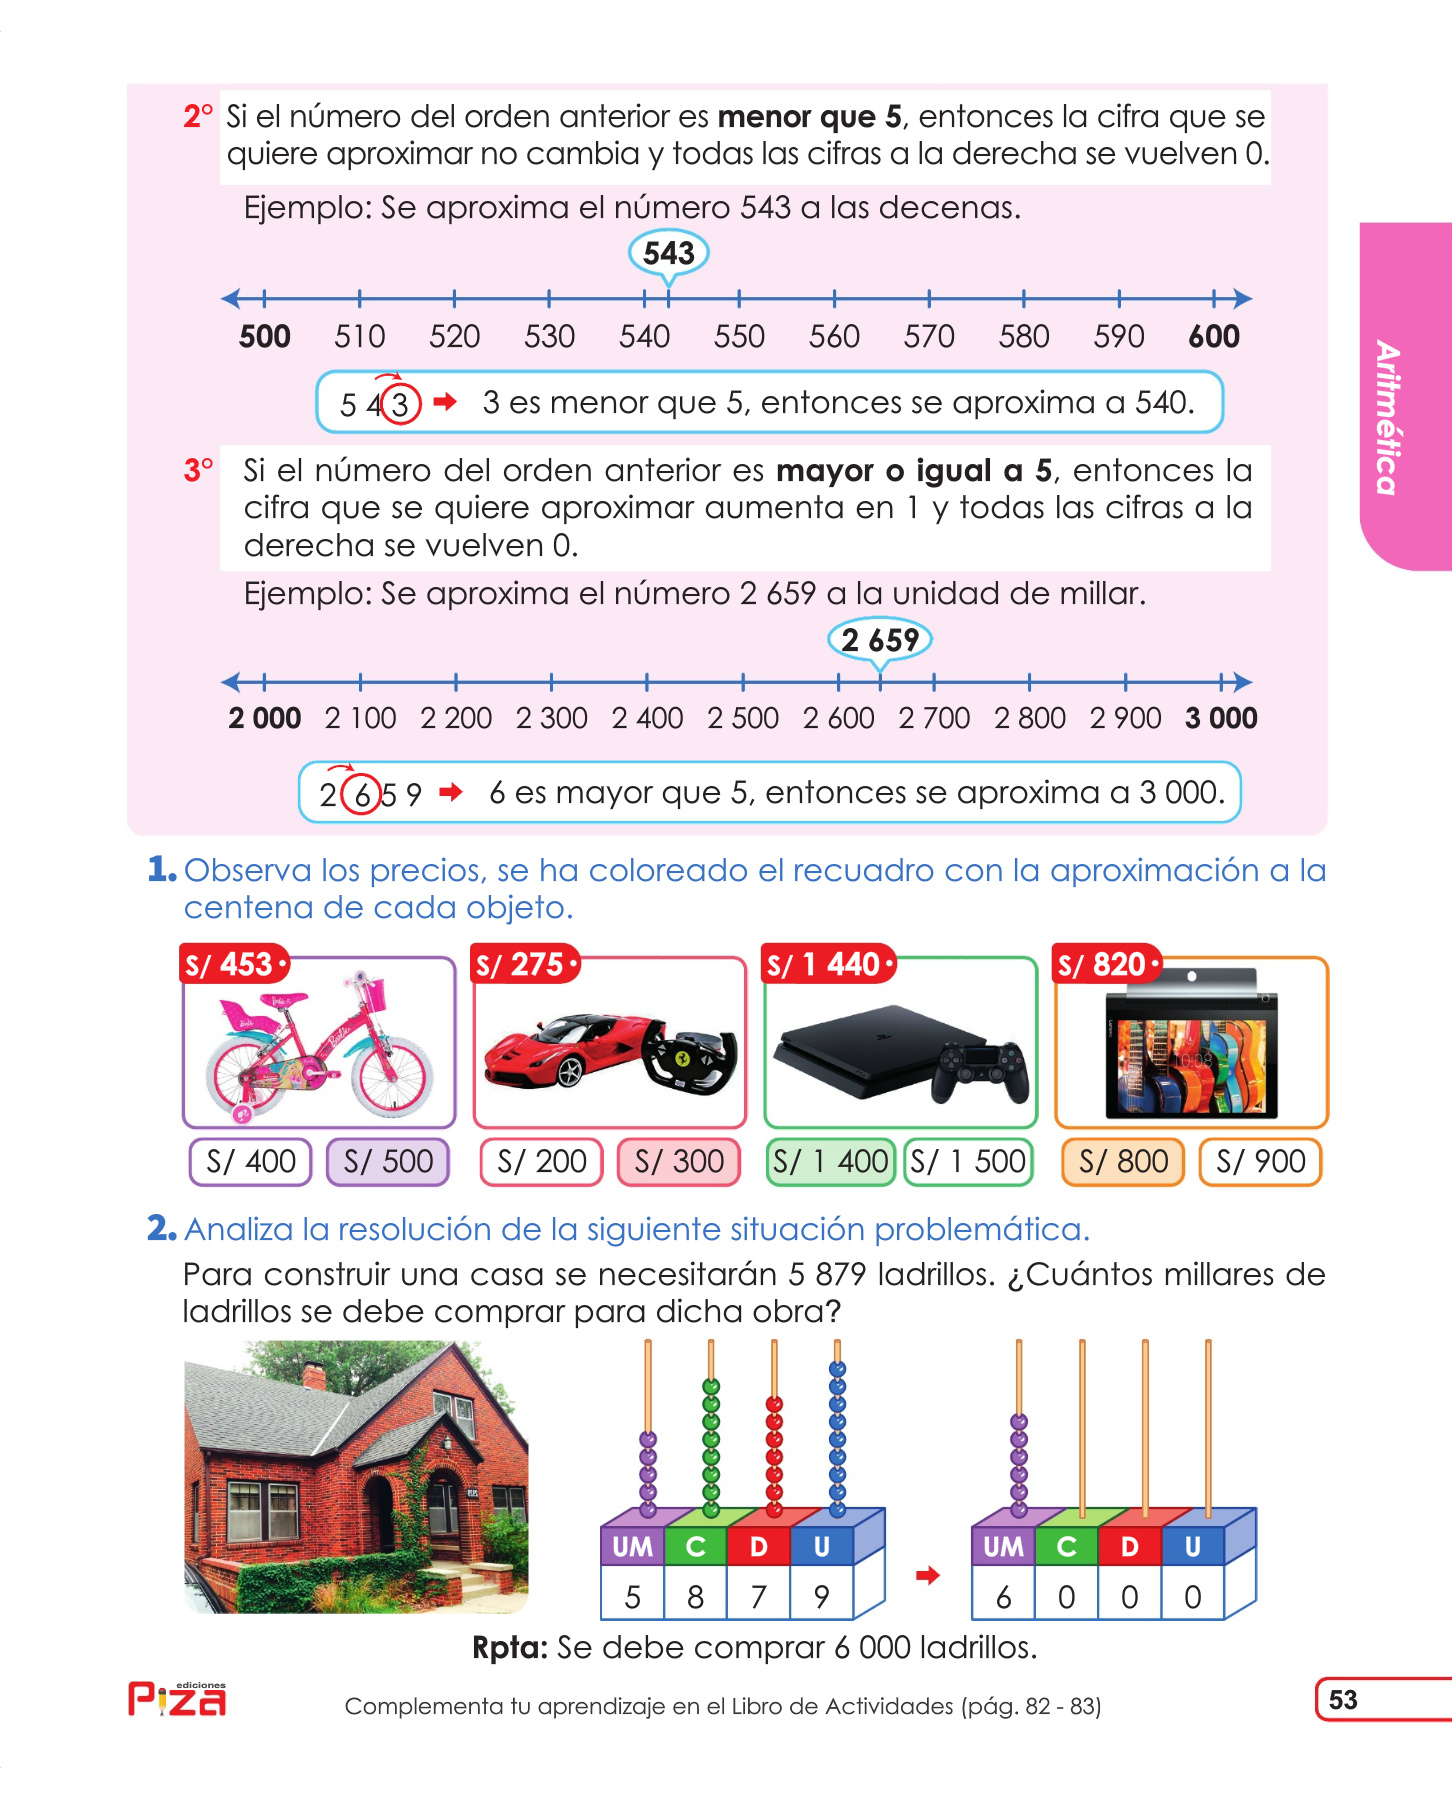 2° Si el número del orden anterior es menor que 5, entonces la cifra que se
quiere aproximar no cambia y todas las cifras a la derecha se vuelven 0.
Ejemplo: Se aproxima el número 543 a las decenas.
543
500 510 520 530 540 550 560 570 580 590 600
5 4 3 3 es menor que 5, entonces se aproxima a 540.
3° Si el número del orden anterior es mayor o igual a 5, entonces la
cifra que se quiere aproximar aumenta en 1 y todas las cifras a la
derecha se vuelven 0.
Ejemplo: Se aproxima el número 2 659 a la unidad de millar.
2 659
2 000 2 100 2 200 2 300 2 400 2 500 2 600 2 700 2 800 2 900 3 000
2 6 5 9 6 es mayor que 5, entonces se aproxima a 3 000.
Aritmética
1. Observa los precios, se ha coloreado el recuadro con la aproximación a la
centena de cada objeto.
S/ 453 S/ 275 S/ 1 440 S/ 820
Barbie
10:08
S/ 400 S/ 500 S/ 200 S/ 300 S/ 1 400 S/ 1 500 S/ 800 S/ 900
2. Analiza la resolución de la siguiente situación problemática.
Para construir una casa se necesitarán 5 879 ladrillos. ¿Cuántos millares de
ladrillos se debe comprar para dicha obra?
UM C D U UM C D U
5 8 7 9 6 0 0 0
Rpta: Se debe comprar 6 000 ladrillos.
ediciones
Piza
Complementa tu aprendizaje en el Libro de Actividades (pág. 82 - 83)
53